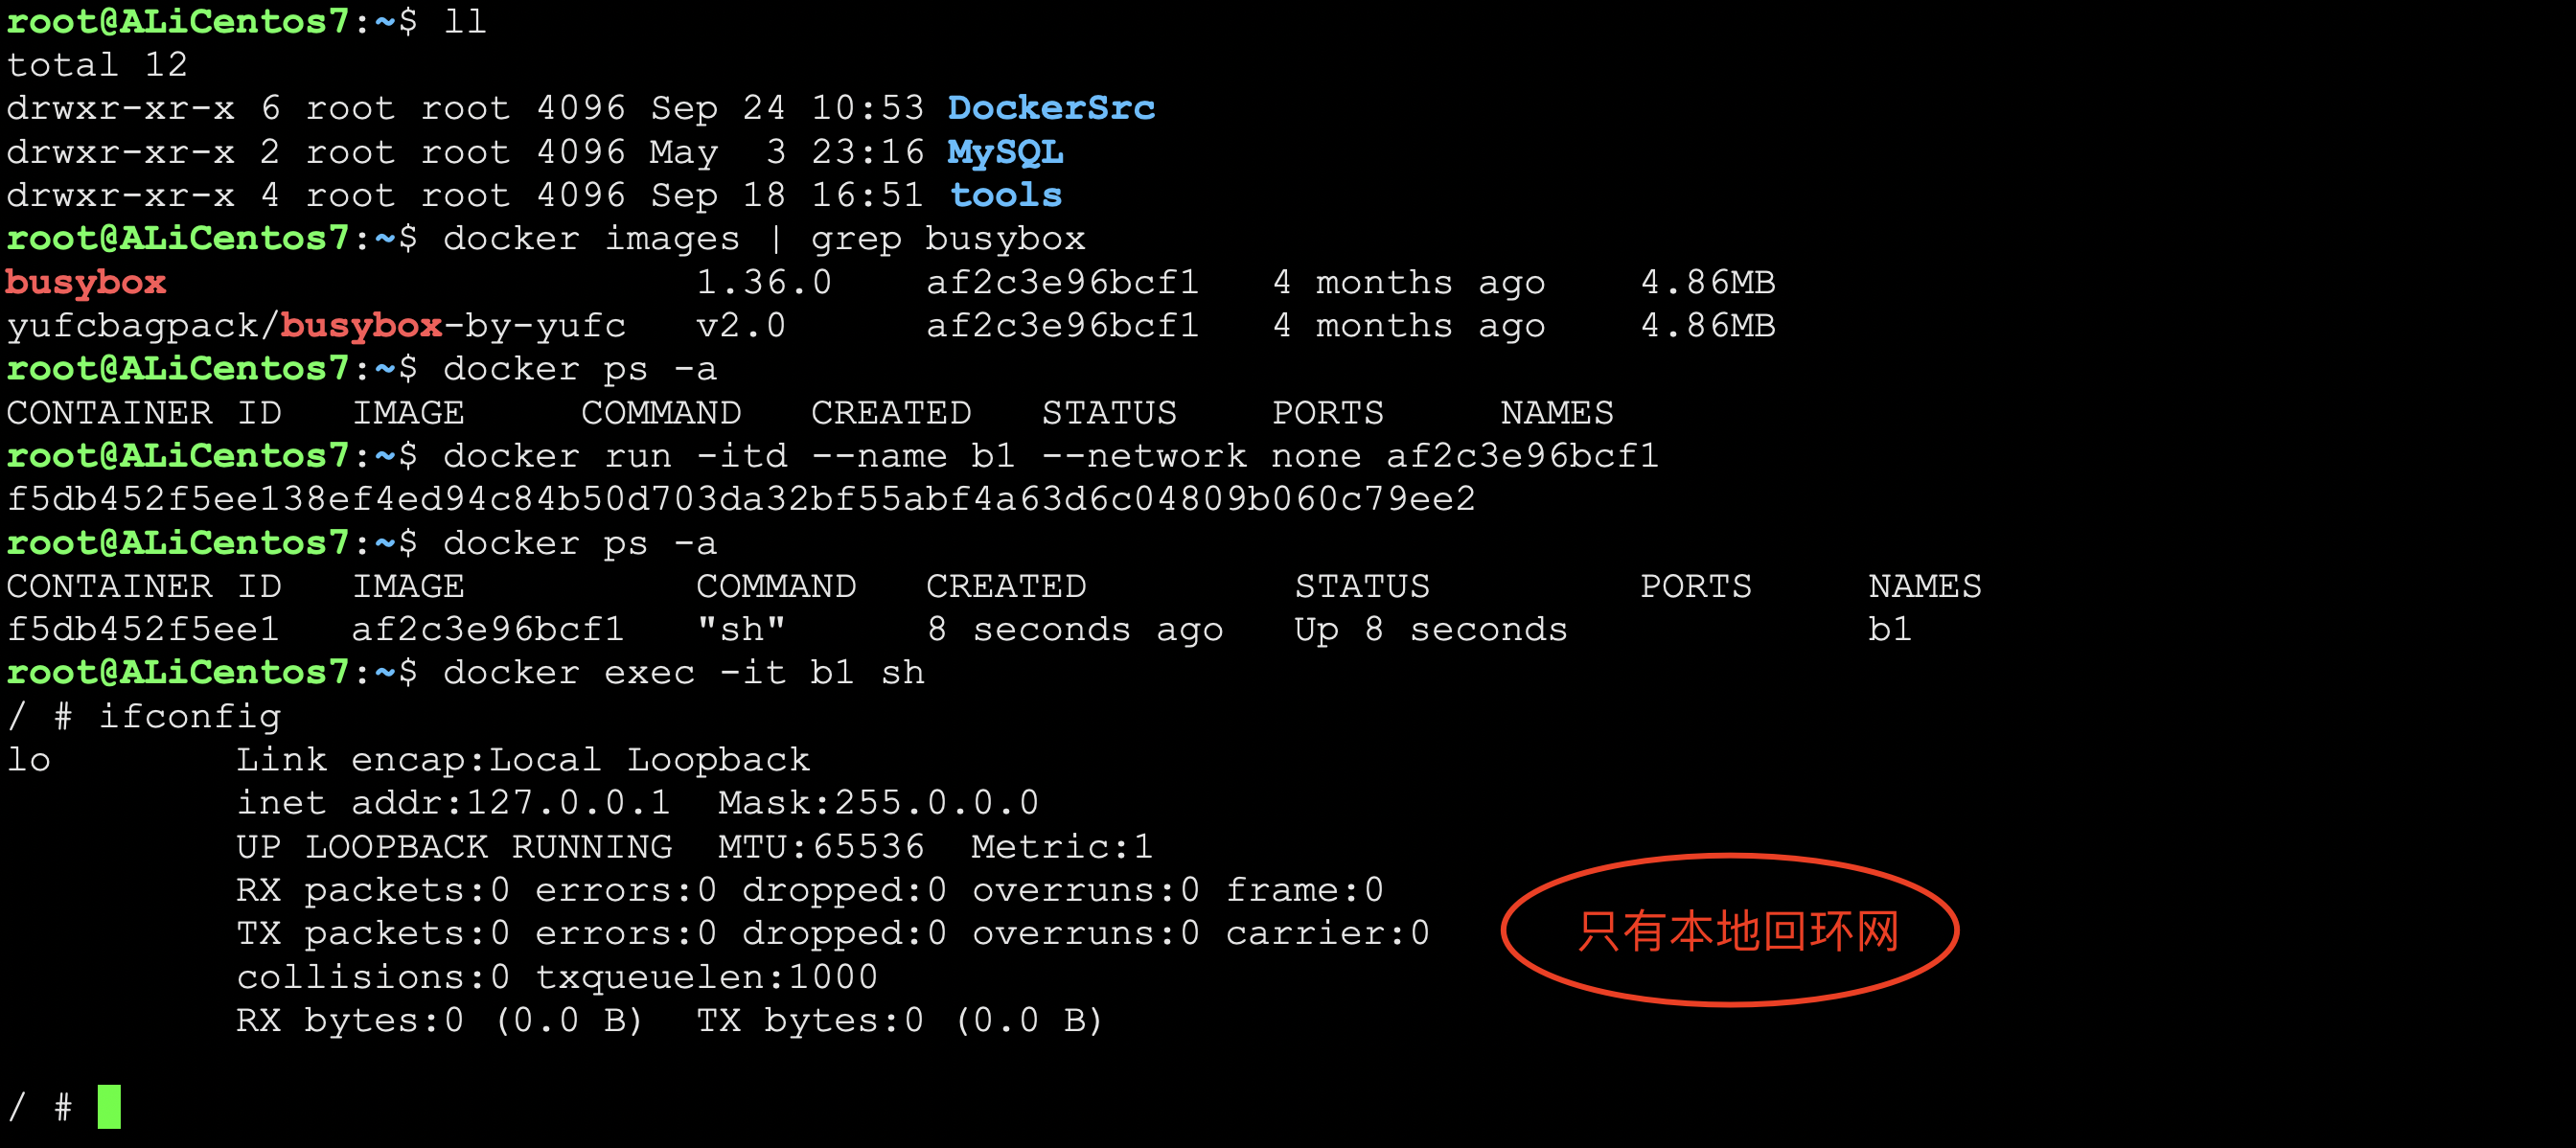 root@ALiCentos7:~$ ll
total 12
drwxr-xr-x 6 root root 4096 Sep 24 10:53 DockerSrc
drwxr-xr-x 2 root root 4096 May  3 23:16 MySQL
drwxr-xr-x 4 root root 4096 Sep 18 16:51 tools
root@ALiCentos7:~$ docker images | grep busybox
busybox                       1.36.0    af2c3e96bcf1   4 months ago    4.86MB
yufcbagpack/busybox-by-yufc   v2.0      af2c3e96bcf1   4 months ago    4.86MB
root@ALiCentos7:~$ docker ps -a
CONTAINER ID   IMAGE     COMMAND   CREATED   STATUS    PORTS     NAMES
root@ALiCentos7:~$ docker run -itd --name b1 --network none af2c3e96bcf1
f5db452f5ee138ef4ed94c84b50d703da32bf55abf4a63d6c04809b060c79ee2
root@ALiCentos7:~$ docker ps -a
CONTAINER ID   IMAGE          COMMAND   CREATED         STATUS         PORTS     NAMES
f5db452f5ee1   af2c3e96bcf1   "sh"      8 seconds ago   Up 8 seconds             b1
root@ALiCentos7:~$ docker exec -it b1 sh
/ # ifconfig
lo        Link encap:Local Loopback
          inet addr:127.0.0.1  Mask:255.0.0.0
          UP LOOPBACK RUNNING  MTU:65536  Metric:1
          RX packets:0 errors:0 dropped:0 overruns:0 frame:0
          TX packets:0 errors:0 dropped:0 overruns:0 carrier:0
只有本地回环网
          collisions:0 txqueuelen:1000
          RX bytes:0 (0.0 B)  TX bytes:0 (0.0 B)
/ #